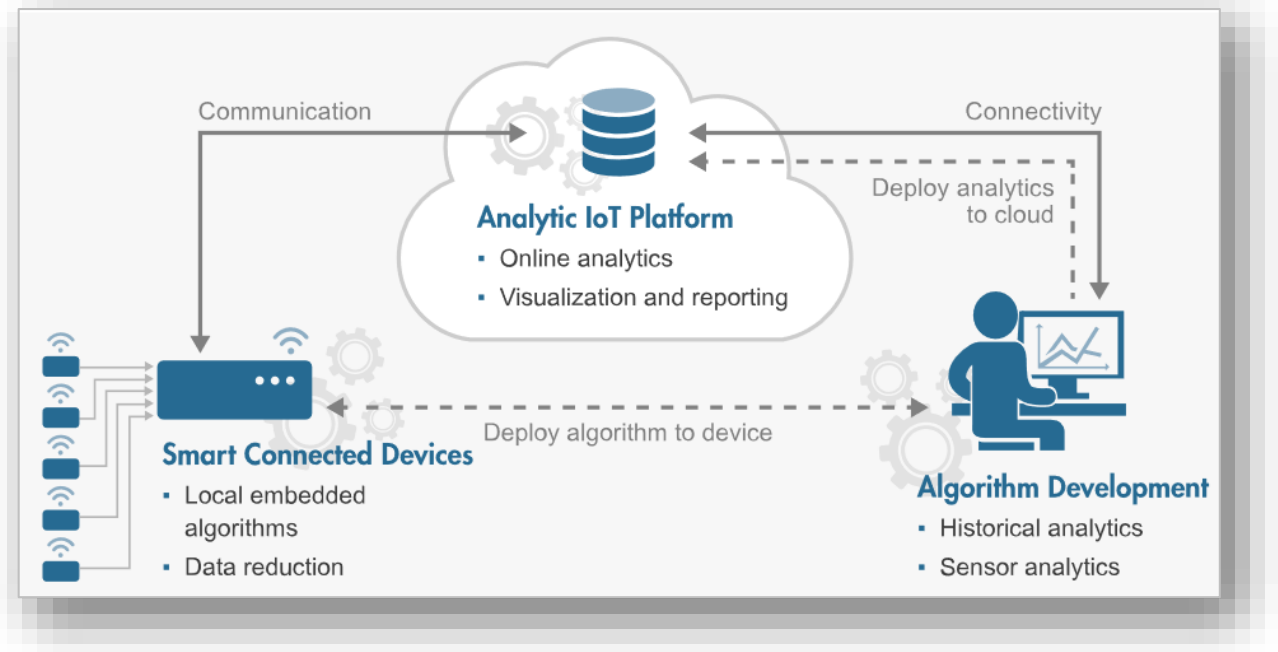 Communication
Connectivity
Deploy analytics
to cloud
Analytic IoT Platform
▪ Online analytics
▪ Visualization and reporting
Deploy algorithm to device
Smart Connected Devices
▪ Local embedded
algorithms
▪ Data reduction
Algorithm Development
▪ Historical analytics
▪ Sensor analytics